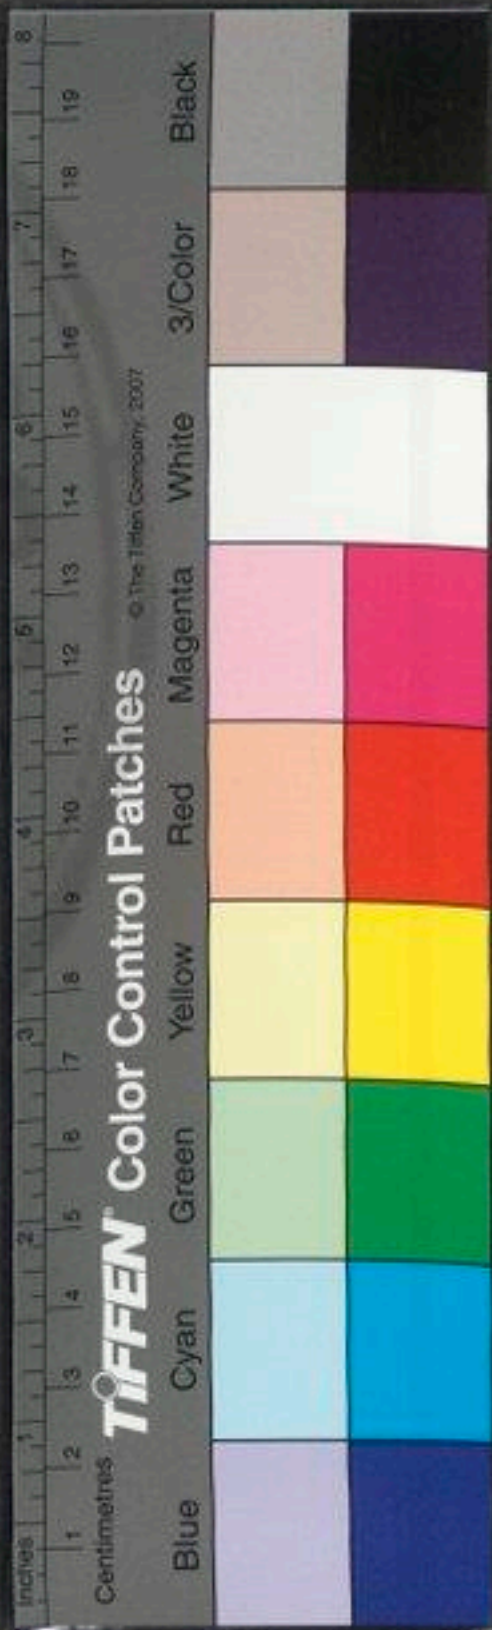 Inches 1 2 3 4 5 6 7 8
Centimetres 1 2 3 4 5 6 7 8 9 10 11 12 13 14 15 16 17 18 19
TIFFEN® Color Control Patches © The Tiffen Company, 2007
Blue Cyan Green Yellow Red Magenta White 3/Color Black